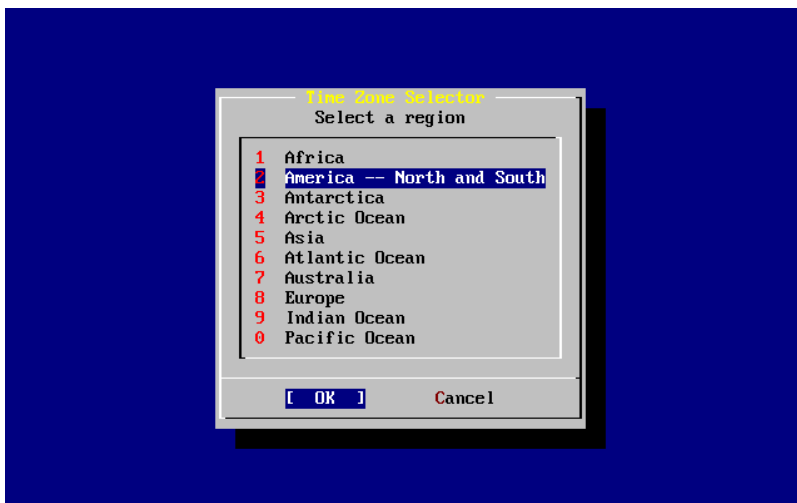 Time Zone Selector
Select a region
1 Africa
2 America -- North and South
3 Antarctica
4 Arctic Ocean
5 Asia
6 Atlantic Ocean
7 Australia
8 Europe
9 Indian Ocean
0 Pacific Ocean
[ OK ] Cancel